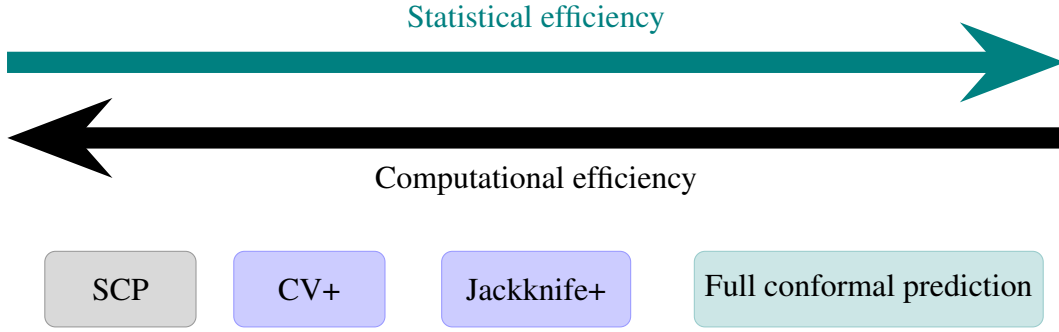 Statistical efficiency
Computational efficiency
SCP
CV+
Jackknife+
Full conformal prediction